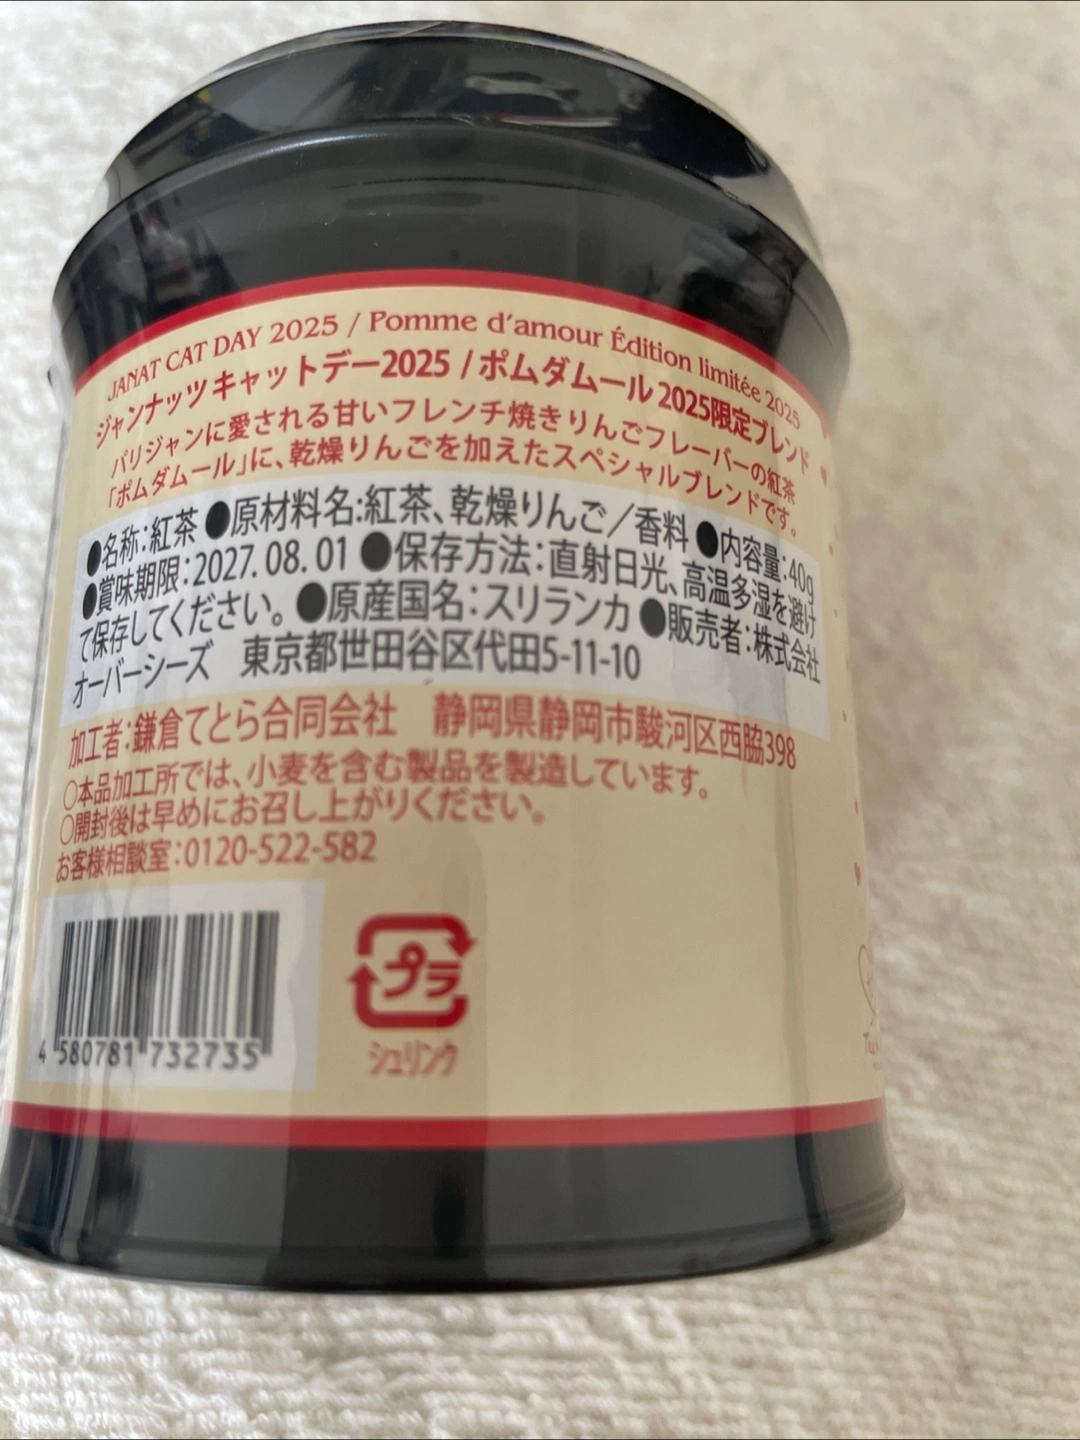 JANAT CAT DAY 2025 / Pomme d'amour Édition limitée 2025
ジャンナッツキャットデー2025 / ポムダムール2025限定ブレンド
パリジャンに愛される甘いフレンチ焼きりんごフレーバーの紅茶
「ポムダムール」に、乾燥りんごを加えたスペシャルブレンドです。
●名称:紅茶 ●原材料名:紅茶、乾燥りんご/香料 ●内容量:40g
●賞味期限:2027.08.01 ●保存方法:直射日光、高温多湿を避け
て保存してください。 ●原産国名:スリランカ ●販売者:株式会社
オーバーシーズ 東京都世田谷区代田5-11-10
加工者:鎌倉てとら合同会社 静岡県静岡市駿河区西脇398
○本品加工所では、小麦を含む製品を製造しています。
○開封後は早めにお召し上がりください。
お客様相談室:0120-522-582
4 580781 732735
プラ
シュリンク